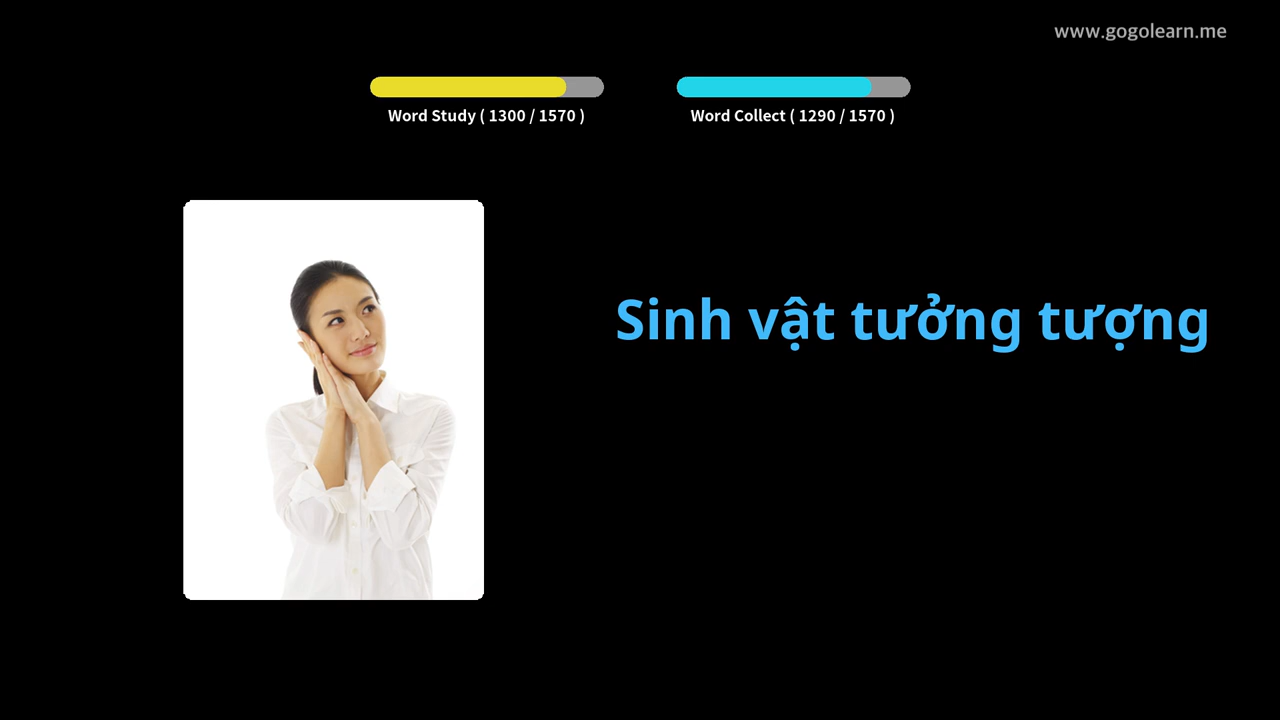 www.gogolearn.me
Word Study ( 1300 / 1570 )
Word Collect ( 1290 / 1570 )
Sinh vật tưởng tượng